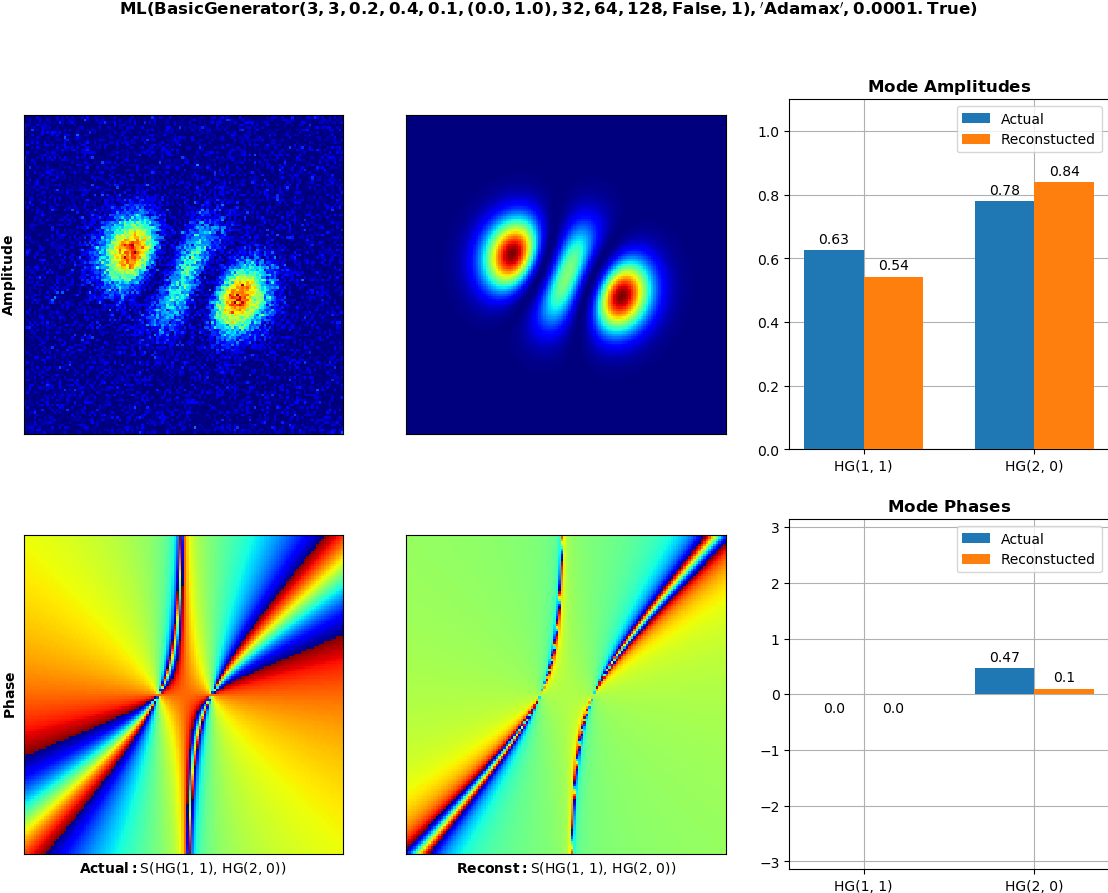 ML(BasicGenerator(3, 3, 0.2, 0.4, 0.1, (0.0, 1.0), 32, 64, 128, False, 1), ′Adamax′, 0.0001. True)
Mode Amplitudes
Amplitude
1.0
0.8
0.6
0.4
0.2
0.0
Actual
Reconstucted
0.63
0.54
0.78
0.84
HG(1, 1)
HG(2, 0)
Mode Phases
Phase
3
2
1
0
−1
−2
−3
Actual
Reconstucted
0.0
0.0
0.47
0.1
HG(1, 1)
HG(2, 0)
Actual: S(HG(1, 1), HG(2, 0))
Reconst: S(HG(1, 1), HG(2, 0))